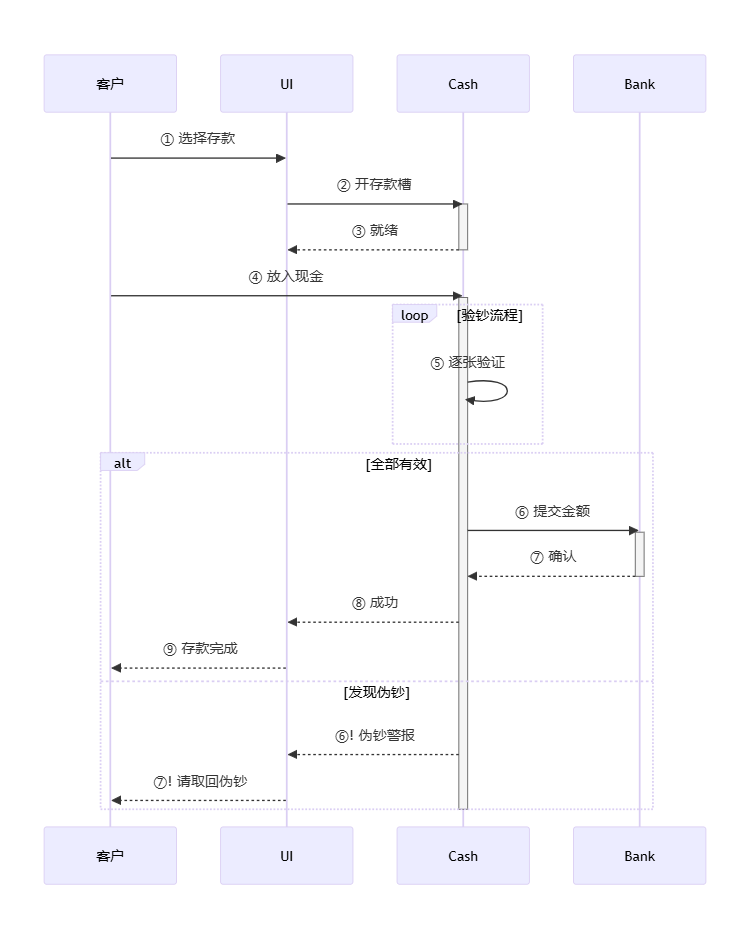 客户 UI Cash Bank
① 选择存款
② 开存款槽
③ 就绪
④ 放入现金
loop [验钞流程]
⑤ 逐张验证
alt [全部有效]
⑥ 提交金额
⑦ 确认
⑧ 成功
⑨ 存款完成
[发现伪钞]
⑥! 伪钞警报
⑦! 请取回伪钞
客户 UI Cash Bank